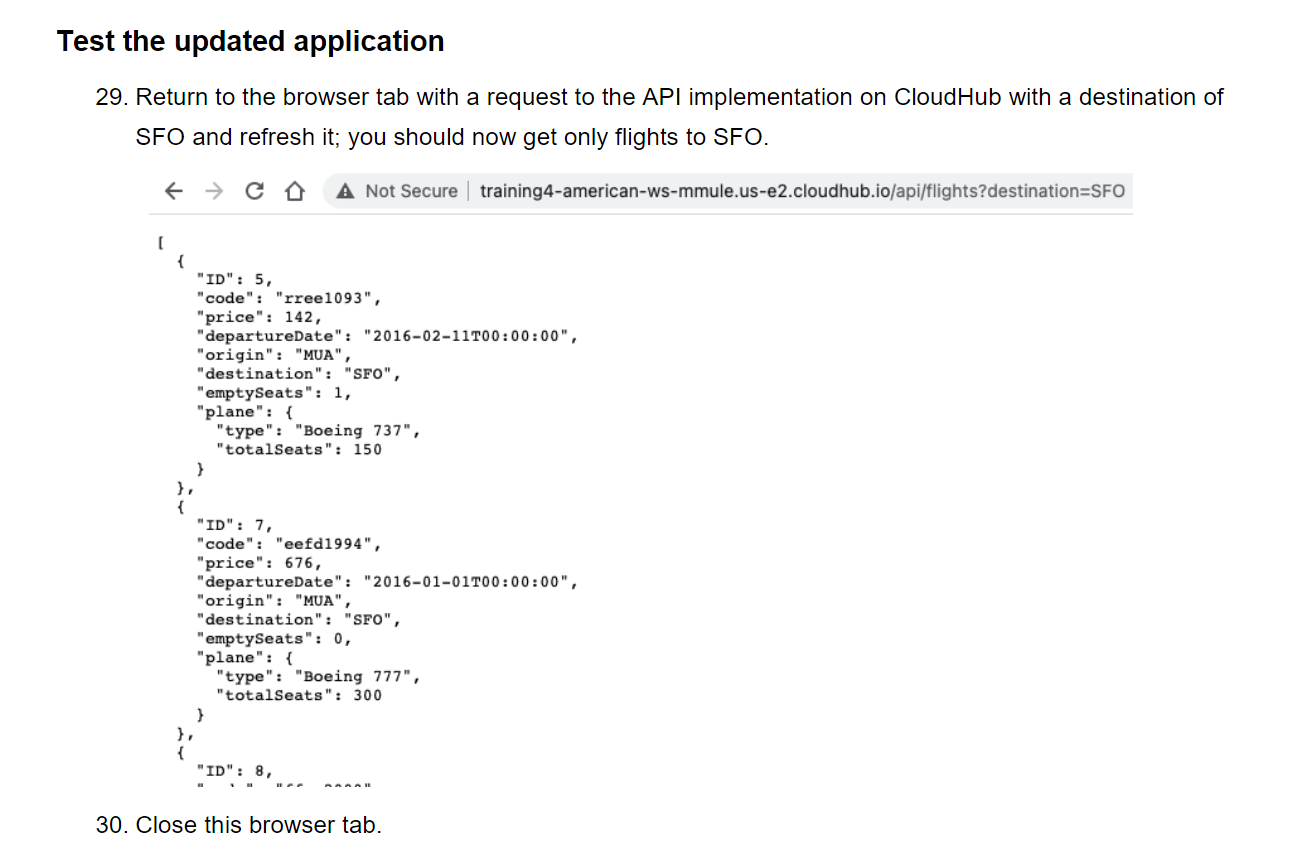 Test the updated application
29. Return to the browser tab with a request to the API implementation on CloudHub with a destination of
SFO and refresh it; you should now get only flights to SFO.
Not Secure | training4-american-ws-mmule.us-e2.cloudhub.io/api/flights?destination=SFO
[
{
"ID": 5,
"code": "rree1093",
"price": 142,
"departureDate": "2016-02-11T00:00:00",
"origin": "MUA",
"destination": "SFO",
"emptySeats": 1,
"plane": {
"type": "Boeing 737",
"totalSeats": 150
}
},
{
"ID": 7,
"code": "eefd1994",
"price": 676,
"departureDate": "2016-01-01T00:00:00",
"origin": "MUA",
"destination": "SFO",
"emptySeats": 0,
"plane": {
"type": "Boeing 777",
"totalSeats": 300
}
},
{
"ID": 8,
30. Close this browser tab.